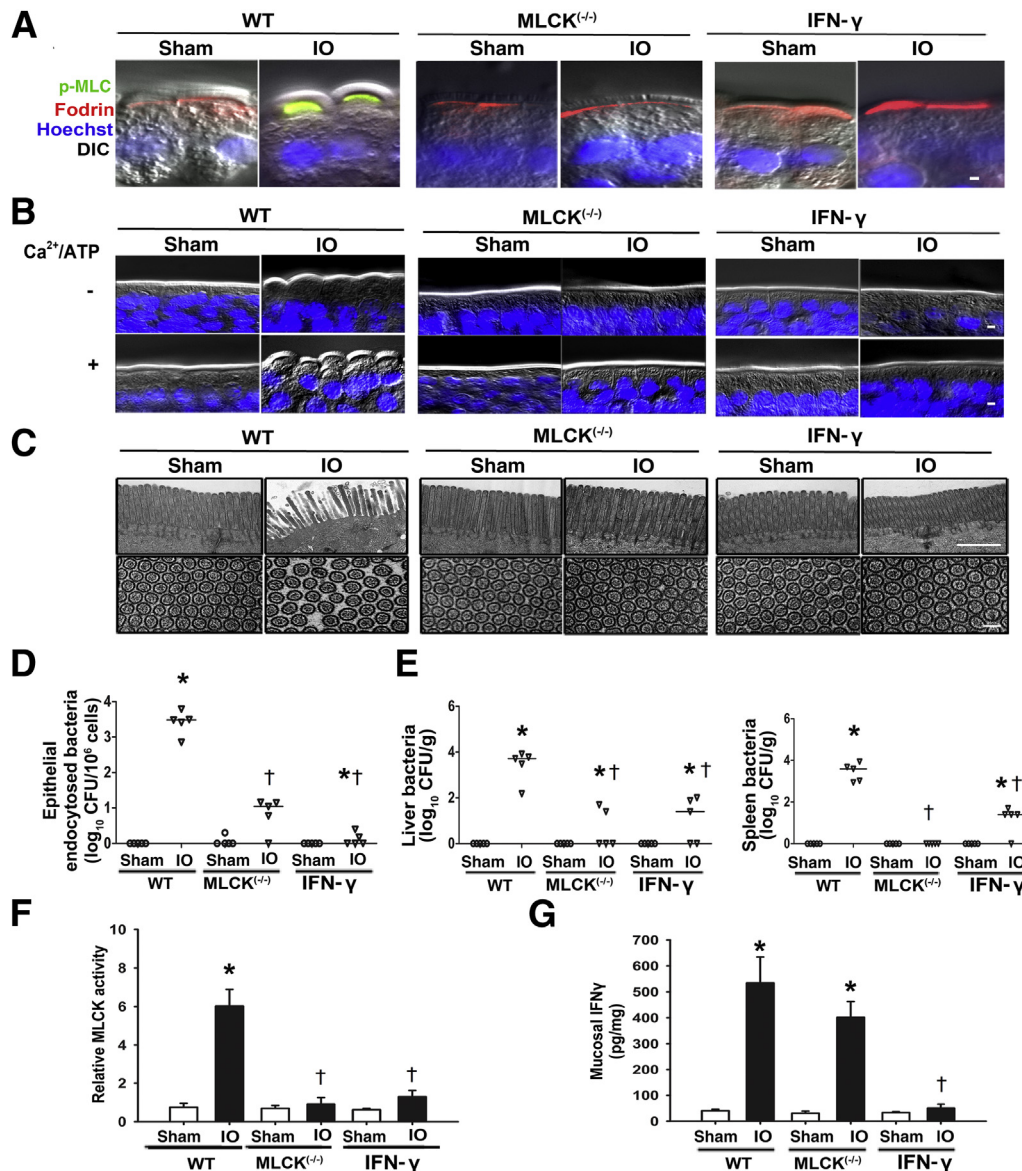 A
WT
MLCK(-/-)
IFN-γ
Sham
IO
Sham
IO
Sham
IO
p-MLC
Fodrin
Hoechst
DIC
B
WT
MLCK(-/-)
IFN-γ
Ca2+/ATP
Sham
IO
Sham
IO
Sham
IO
-
+
C
WT
MLCK(-/-)
IFN-γ
Sham
IO
Sham
IO
Sham
IO
D
Epithelial
endocytosed bacteria
(log10 CFU/10^6 cells)
4
3
2
1
0
*
†
*†
Sham IO Sham IO Sham IO
WT MLCK(-/-) IFN-γ
E
Liver bacteria
(log10 CFU/g)
6
4
2
0
*
*†
*†
Sham IO Sham IO Sham IO
WT MLCK(-/-) IFN-γ
Spleen bacteria
(log10 CFU/g)
6
4
2
0
*
†
*†
Sham IO Sham IO Sham IO
WT MLCK(-/-) IFN-γ
F
Relative MLCK activity
10
8
6
4
2
0
*
†
†
Sham IO Sham IO Sham IO
WT MLCK(-/-) IFN-γ
G
Mucosal IFNγ
(pg/mg)
700
600
500
400
300
200
100
0
*
*
†
Sham IO Sham IO Sham IO
WT MLCK(-/-) IFN-γ